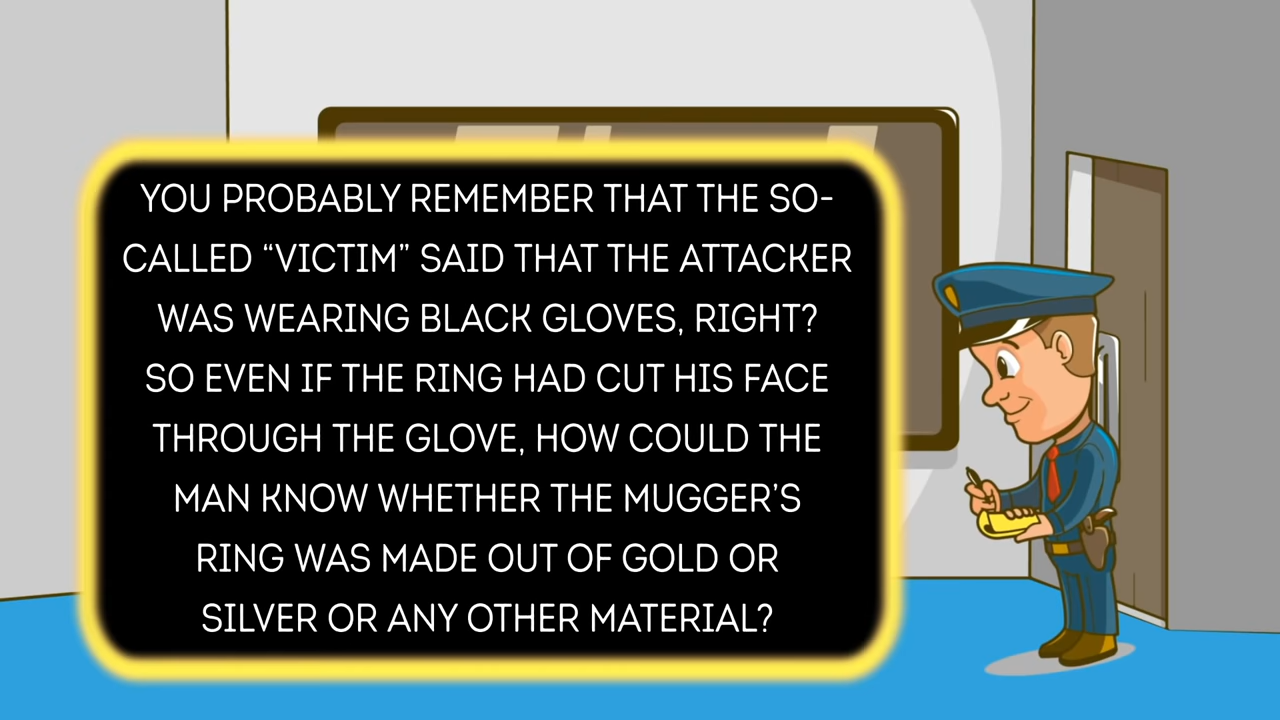 YOU PROBABLY REMEMBER THAT THE SO-
CALLED “VICTIM” SAID THAT THE ATTACKER
WAS WEARING BLACK GLOVES, RIGHT?
SO EVEN IF THE RING HAD CUT HIS FACE
THROUGH THE GLOVE, HOW COULD THE
MAN KNOW WHETHER THE MUGGER’S
RING WAS MADE OUT OF GOLD OR
SILVER OR ANY OTHER MATERIAL?